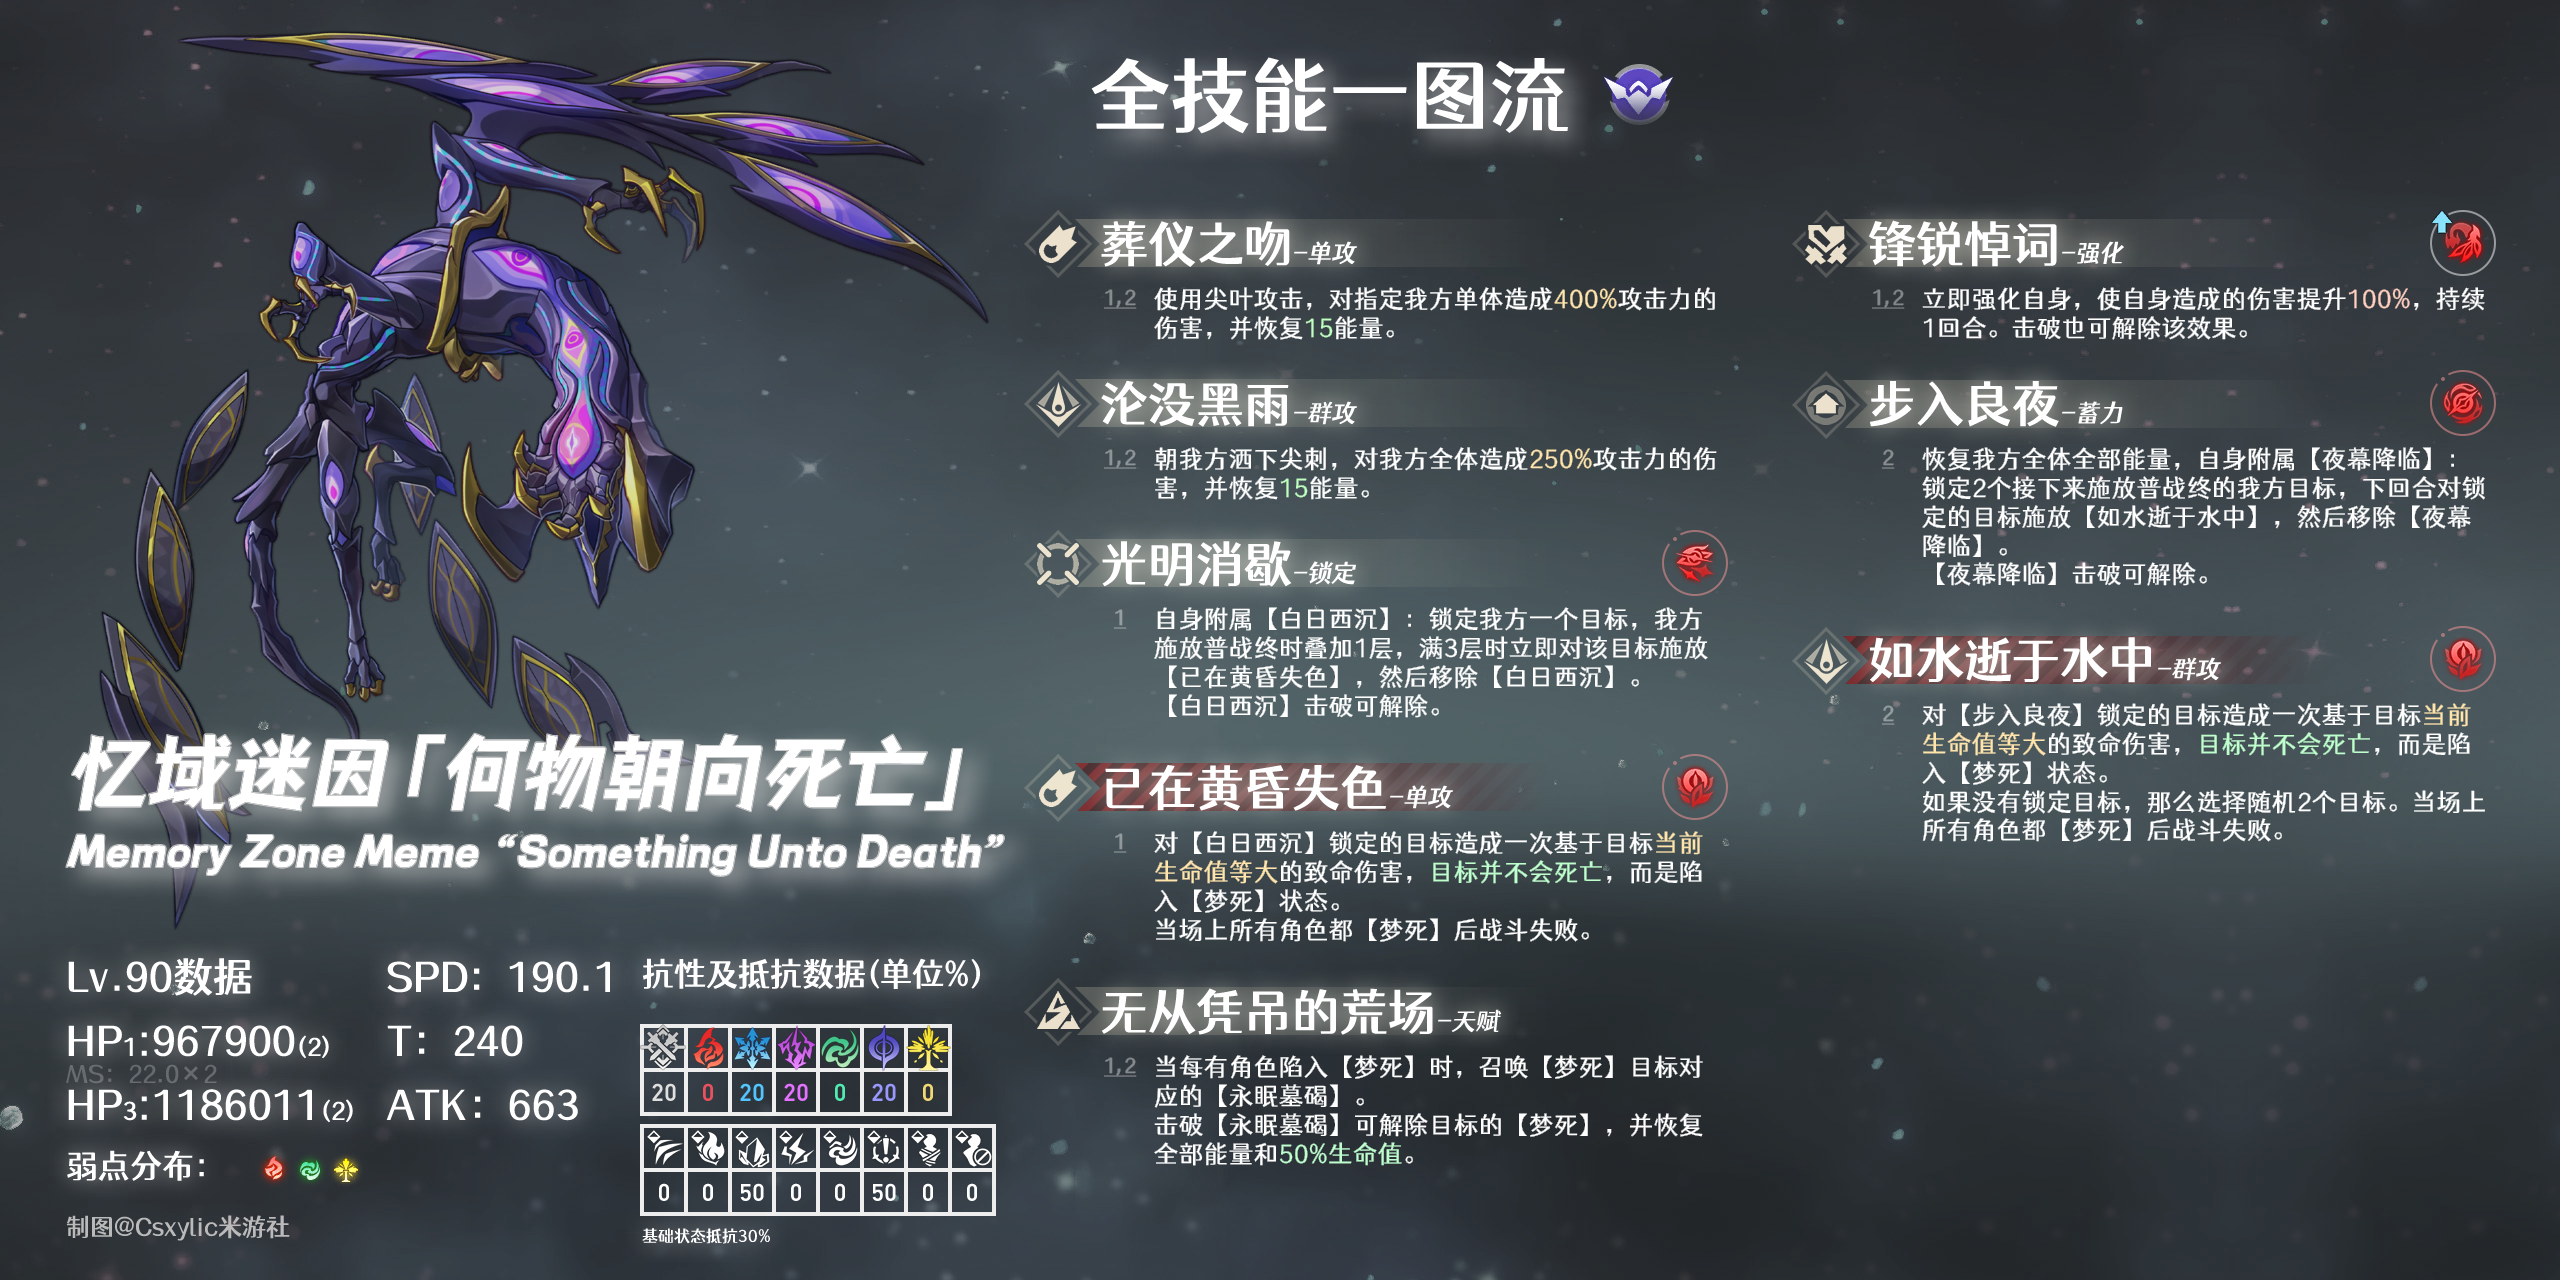 全技能一图流
忆域迷因「何物朝向死亡」
Memory Zone Meme “Something Unto Death”
Lv.90数据
SPD：190.1
HP1:967900(2)
T：240
MS：22.0×2
HP3:1186011(2)
ATK：663
弱点分布：
制图@Csxylic米游社
抗性及抵抗数据(单位%)
20 0 20 20 0 20 0
0 0 50 0 0 50 0 0
基础状态抵抗30%
葬仪之吻–单攻
1,2 使用尖叶攻击，对指定我方单体造成400%攻击力的
伤害，并恢复15能量。
沦没黑雨–群攻
1,2 朝我方洒下尖刺，对我方全体造成250%攻击力的伤
害，并恢复15能量。
光明消歇–锁定
1 自身附属【白日西沉】：锁定我方一个目标，我方
施放普战终时叠加1层，满3层时立即对该目标施放
【已在黄昏失色】，然后移除【白日西沉】。
【白日西沉】击破可解除。
已在黄昏失色–单攻
1 对【白日西沉】锁定的目标造成一次基于目标当前
生命值等大的致命伤害，目标并不会死亡，而是陷
入【梦死】状态。
当场上所有角色都【梦死】后战斗失败。
无从凭吊的荒场–天赋
1,2 当每有角色陷入【梦死】时，召唤【梦死】目标对
应的【永眠墓碣】。
击破【永眠墓碣】可解除目标的【梦死】，并恢复
全部能量和50%生命值。
锋锐悼词–强化
1,2 立即强化自身，使自身造成的伤害提升100%，持续
1回合。击破也可解除该效果。
步入良夜–蓄力
2 恢复我方全体全部能量，自身附属【夜幕降临】：
锁定2个接下来施放普战终的我方目标，下回合对锁
定的目标施放【如水逝于水中】，然后移除【夜幕
降临】。
【夜幕降临】击破可解除。
如水逝于水中–群攻
2 对【步入良夜】锁定的目标造成一次基于目标当前
生命值等大的致命伤害，目标并不会死亡，而是陷
入【梦死】状态。
如果没有锁定目标，那么选择随机2个目标。当场上
所有角色都【梦死】后战斗失败。